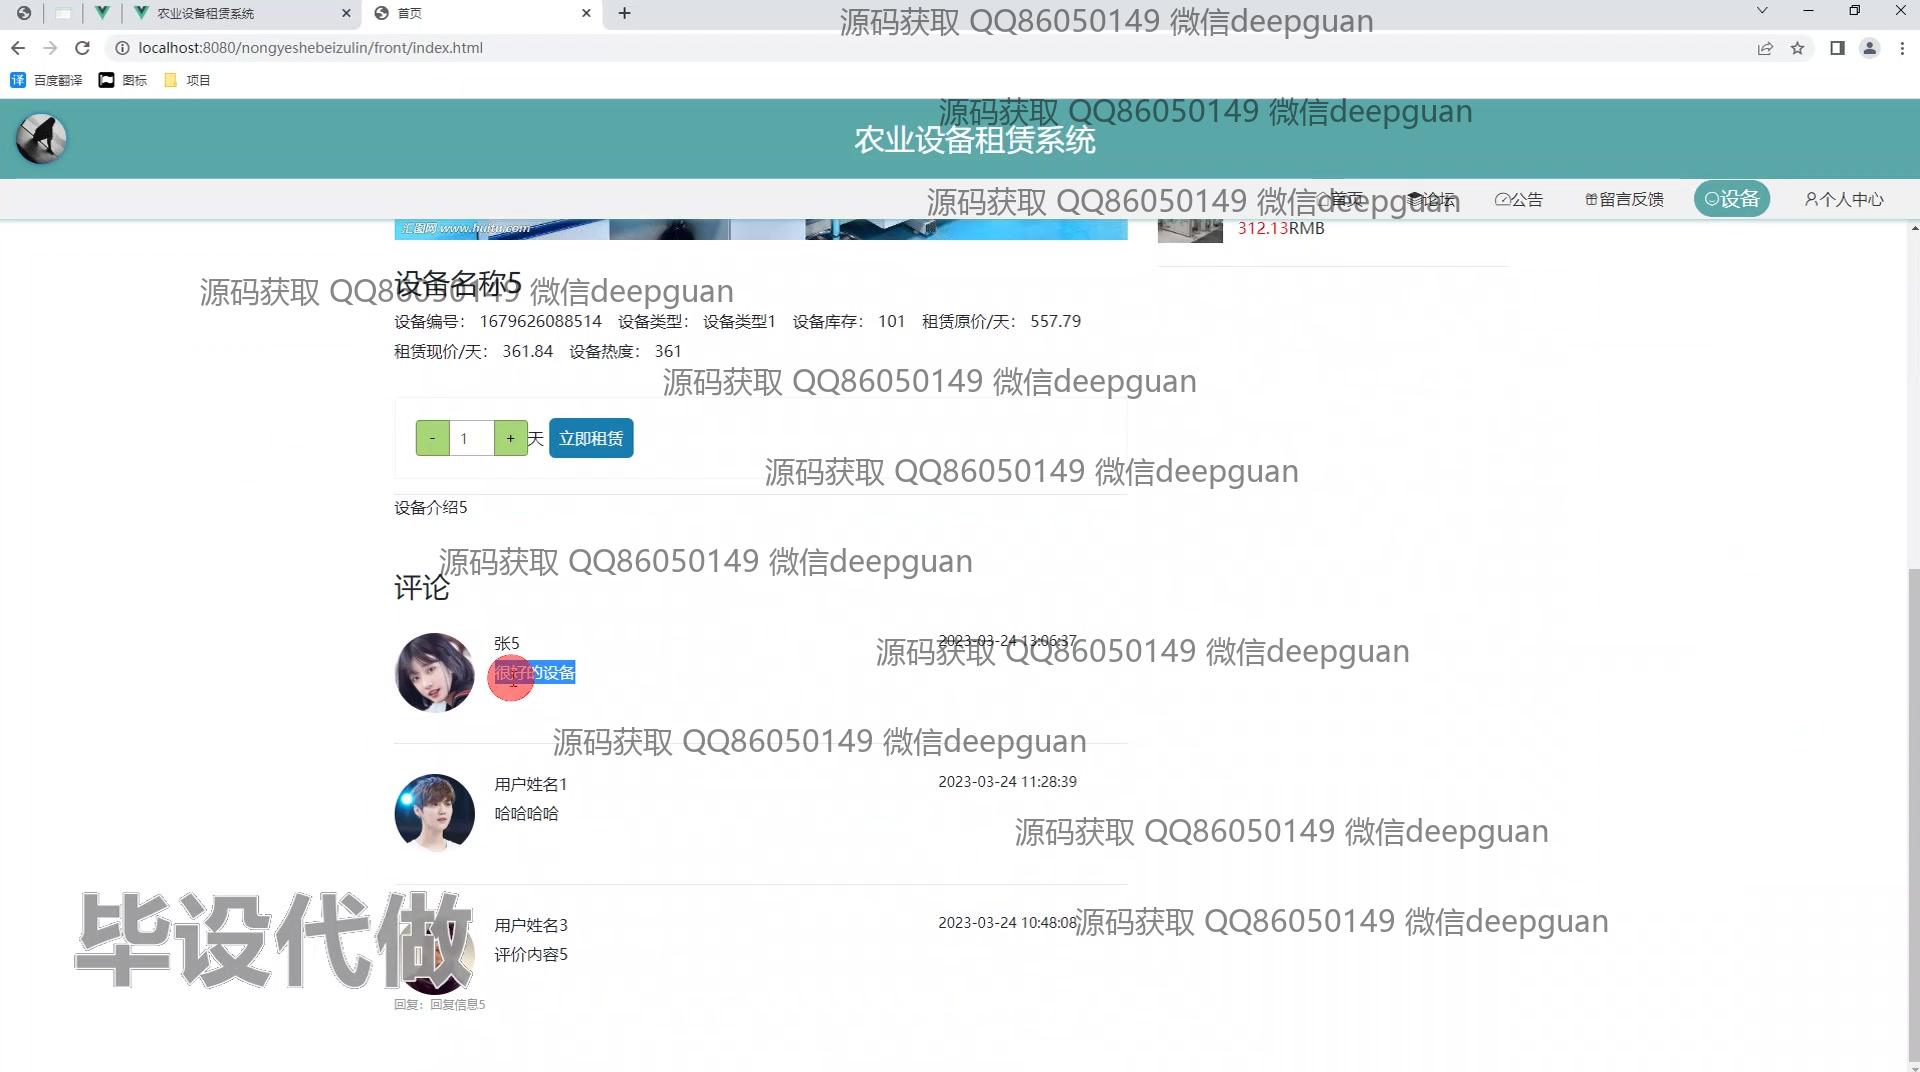 农业设备租赁系统
首页
源码获取 QQ86050149 微信deepguan
localhost:8080/nongyeshebeizulin/front/index.html
译 百度翻译 图标 项目
源码获取 QQ86050149 微信deepguan
农业设备租赁系统
源码获取 QQ86050149 微信deepguan
首页 论坛 公告 留言反馈 设备 个人中心
汇图网 www.huitu.com
312.13RMB
设备名称5
源码获取 QQ86050149 微信deepguan
设备编号: 1679626088514 设备类型: 设备类型1 设备库存: 101 租赁原价/天: 557.79
租赁现价/天: 361.84 设备热度: 361
源码获取 QQ86050149 微信deepguan
- 1 + 天 立即租赁
源码获取 QQ86050149 微信deepguan
设备介绍5
源码获取 QQ86050149 微信deepguan
评论
张5 2023-03-24 13:06:37
源码获取 QQ86050149 微信deepguan
很好的设备
源码获取 QQ86050149 微信deepguan
用户姓名1 2023-03-24 11:28:39
哈哈哈哈
源码获取 QQ86050149 微信deepguan
用户姓名3 2023-03-24 10:48:08
源码获取 QQ86050149 微信deepguan
毕设代做
评价内容5
回复: 回复信息5